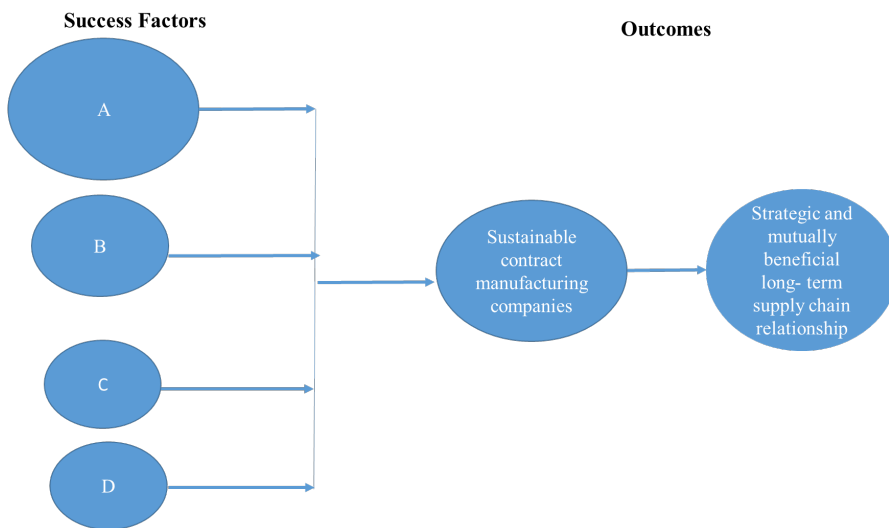 Success Factors
Outcomes
A
B
C
D
Sustainable
contract
manufacturing
companies
Strategic and
mutually
beneficial
long- term
supply chain
relationship